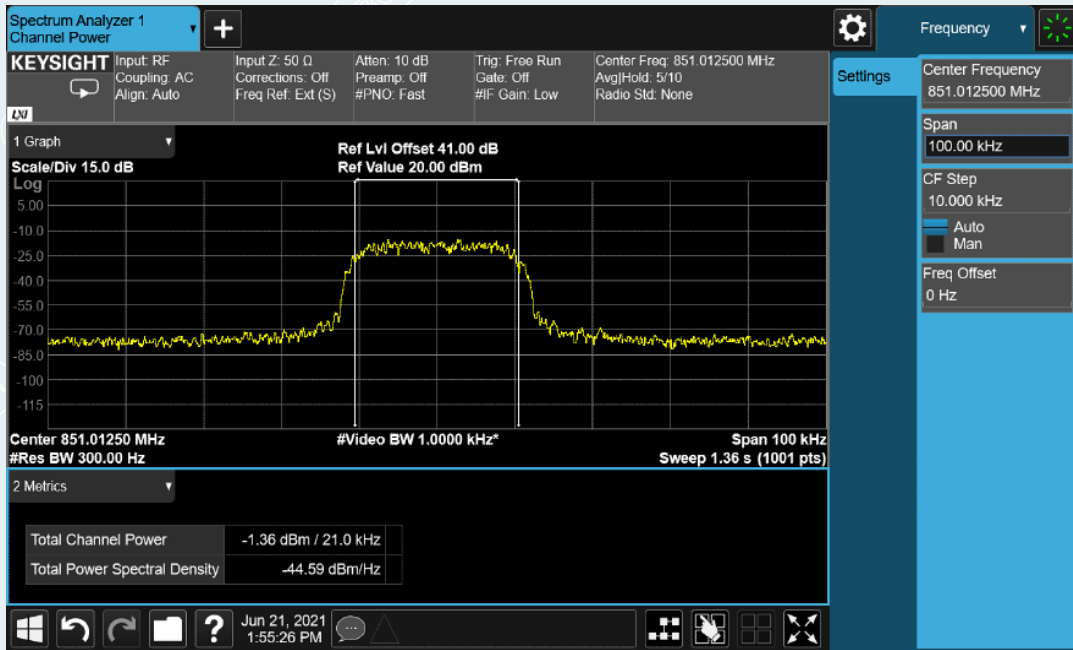 Spectrum Analyzer 1
Channel Power
Frequency
KEYSIGHT
LXI
Input: RF
Coupling: AC
Align: Auto
Input Z: 50 Ω
Corrections: Off
Freq Ref: Ext (S)
Atten: 10 dB
Preamp: Off
#PNO: Fast
Trig: Free Run
Gate: Off
#IF Gain: Low
Center Freq: 851.012500 MHz
Avg|Hold: 5/10
Radio Std: None
Settings
Center Frequency
851.012500 MHz
Span
100.00 kHz
CF Step
10.000 kHz
Auto
Man
Freq Offset
0 Hz
1 Graph
Scale/Div 15.0 dB
Ref Lvl Offset 41.00 dB
Ref Value 20.00 dBm
Log
5.00
-10.0
-25.0
-40.0
-55.0
-70.0
-85.0
-100
-115
Center 851.01250 MHz
#Res BW 300.00 Hz
#Video BW 1.0000 kHz*
Span 100 kHz
Sweep 1.36 s (1001 pts)
2 Metrics
Total Channel Power -1.36 dBm / 21.0 kHz
Total Power Spectral Density -44.59 dBm/Hz
?
Jun 21, 2021
1:55:26 PM